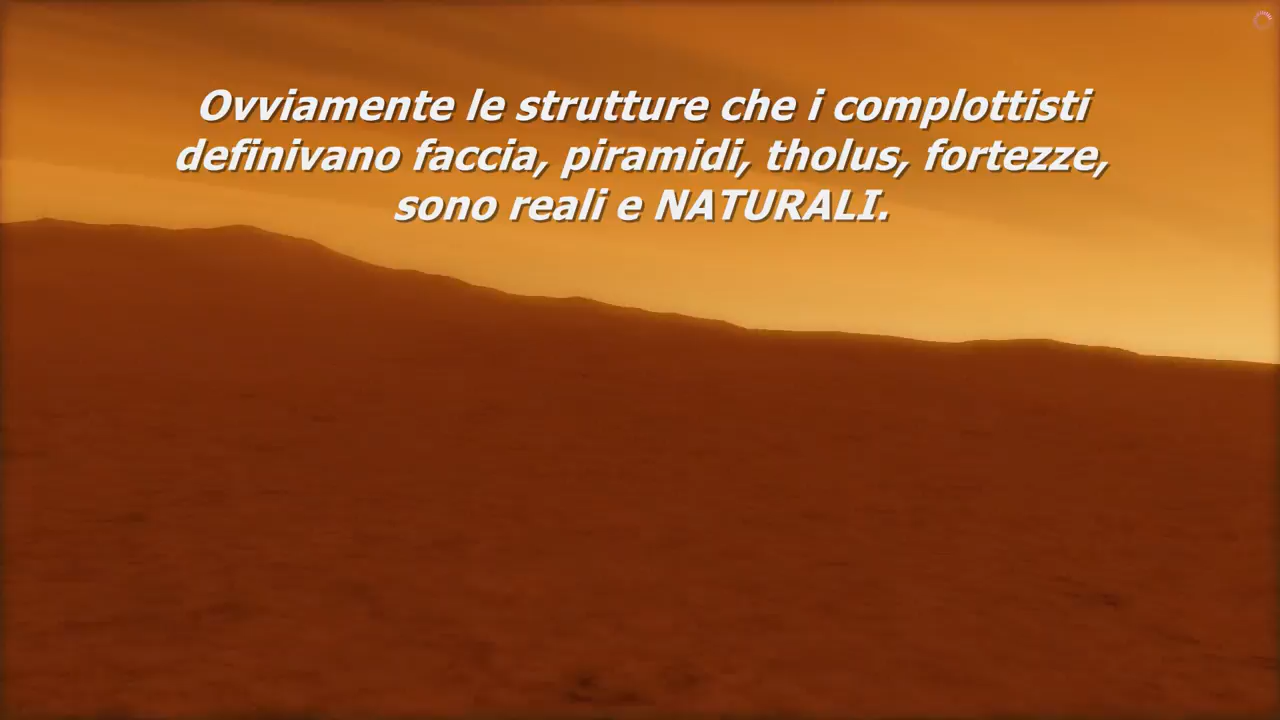 Ovviamente le strutture che i complottisti
definivano faccia, piramidi, tholus, fortezze,
sono reali e NATURALI.